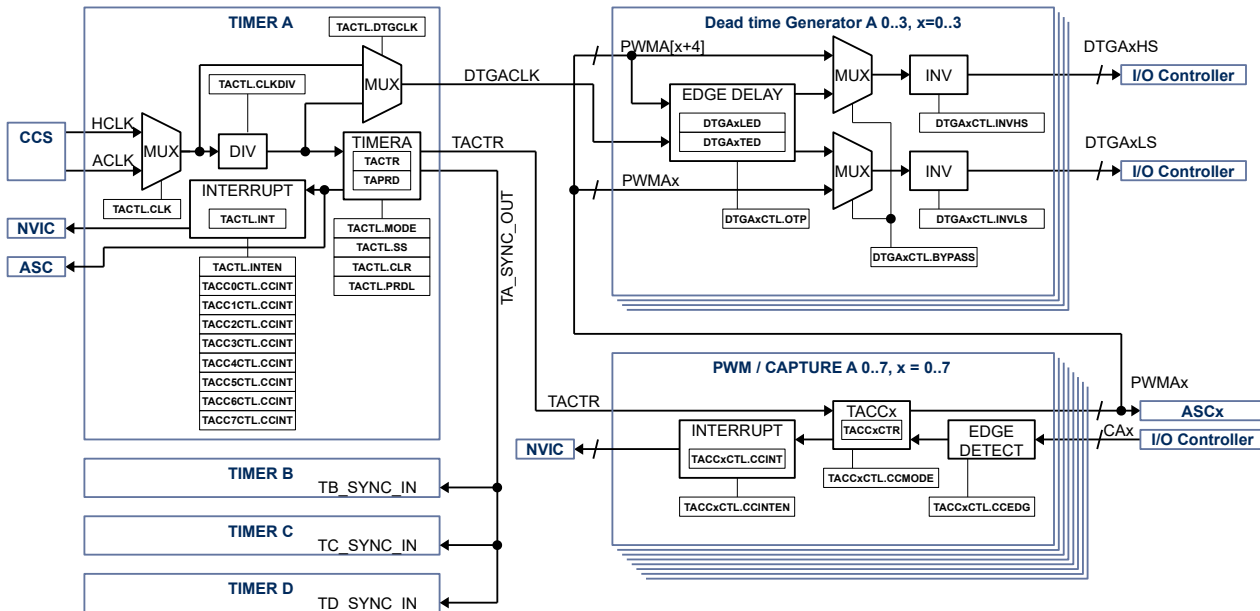 TIMER A
TACTL.DTGCLK
MUX
DTGACLK
TACTL.CLKDIV
CCS
HCLK
ACLK
MUX
DIV
TIMERA
TACTR
TAPRD
TACTR
TACTL.CLK
INTERRUPT
TACTL.INT
NVIC
ASC
TACTL.MODE
TACTL.SS
TACTL.CLR
TACTL.PRDL
TACTL.INTEN
TACC0CTL.CCINT
TACC1CTL.CCINT
TACC2CTL.CCINT
TACC3CTL.CCINT
TACC4CTL.CCINT
TACC5CTL.CCINT
TACC6CTL.CCINT
TACC7CTL.CCINT
TA_SYNC_OUT
TIMER B
TB_SYNC_IN
TIMER C
TC_SYNC_IN
TIMER D
TD_SYNC_IN
Dead time Generator A 0..3, x=0..3
PWMA[x+4]
EDGE DELAY
DTGAxLED
DTGAxTED
MUX
INV
DTGAxCTL.INVHS
DTGAxHS
I/O Controller
PWMAx
MUX
INV
DTGAxLS
I/O Controller
DTGAxCTL.OTP
DTGAxCTL.INVLS
DTGAxCTL.BYPASS
PWM / CAPTURE A 0..7, x = 0..7
TACTR
TACCx
TACCxCTR
PWMAx
ASCx
NVIC
INTERRUPT
TACCxCTL.CCINT
EDGE
DETECT
CAx
I/O Controller
TACCxCTL.CCMODE
TACCxCTL.CCINTEN
TACCxCTL.CCEDG